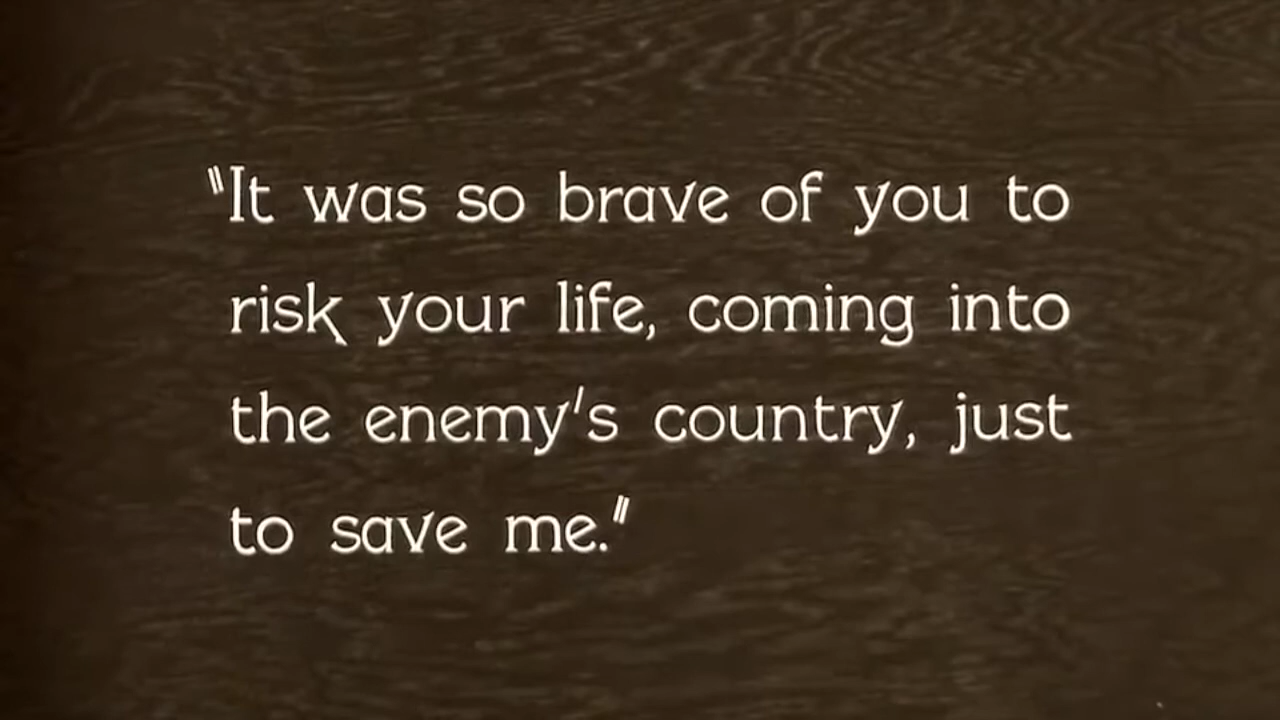 "It was so brave of you to
risk your life, coming into
the enemy's country, just
to save me."